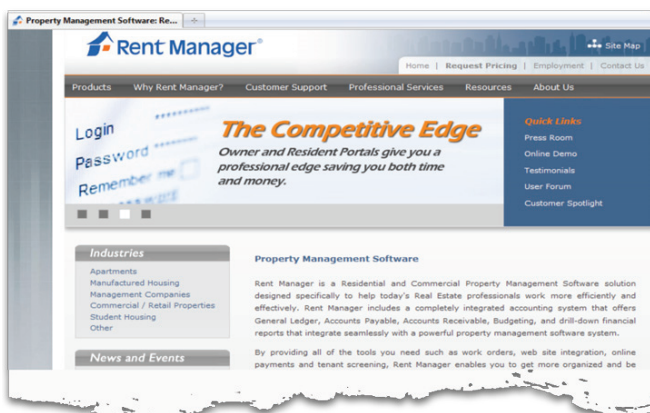 Property Management Software: Re...
Rent Manager®
Site Map
Home | Request Pricing | Employment | Contact Us
Products Why Rent Manager? Customer Support Professional Services Resources About Us
Login
Password
Remember me
The Competitive Edge
Owner and Resident Portals give you a
professional edge saving you both time
and money.
Quick Links
Press Room
Online Demo
Testimonials
User Forum
Customer Spotlight
Industries
Apartments
Manufactured Housing
Management Companies
Commercial / Retail Properties
Student Housing
Other
News and Events
Property Management Software
Rent Manager is a Residential and Commercial Property Management Software solution
designed specifically to help today's Real Estate professionals work more efficiently and
effectively. Rent Manager includes a completely integrated accounting system that offers
General Ledger, Accounts Payable, Accounts Receivable, Budgeting, and drill-down financial
reports that integrate seamlessly with a powerful property management software system.
By providing all of the tools you need such as work orders, web site integration, online
payments and tenant screening, Rent Manager enables you to get more organized and be